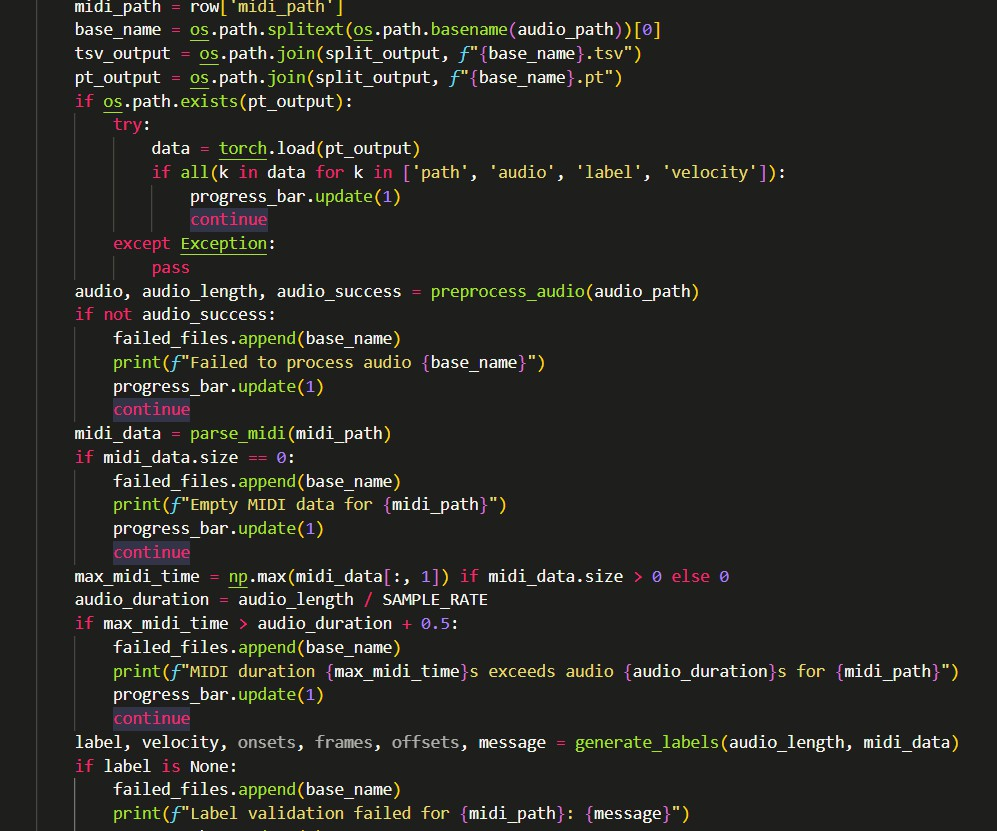 midi_path = row['midi_path']
base_name = os.path.splitext(os.path.basename(audio_path))[0]
tsv_output = os.path.join(split_output, f"{base_name}.tsv")
pt_output = os.path.join(split_output, f"{base_name}.pt")
if os.path.exists(pt_output):
try:
data = torch.load(pt_output)
if all(k in data for k in ['path', 'audio', 'label', 'velocity']):
progress_bar.update(1)
continue
except Exception:
pass
audio, audio_length, audio_success = preprocess_audio(audio_path)
if not audio_success:
failed_files.append(base_name)
print(f"Failed to process audio {base_name}")
progress_bar.update(1)
continue
midi_data = parse_midi(midi_path)
if midi_data.size == 0:
failed_files.append(base_name)
print(f"Empty MIDI data for {midi_path}")
progress_bar.update(1)
continue
max_midi_time = np.max(midi_data[:, 1]) if midi_data.size > 0 else 0
audio_duration = audio_length / SAMPLE_RATE
if max_midi_time > audio_duration + 0.5:
failed_files.append(base_name)
print(f"MIDI duration {max_midi_time}s exceeds audio {audio_duration}s for {midi_path}")
progress_bar.update(1)
continue
label, velocity, onsets, frames, offsets, message = generate_labels(audio_length, midi_data)
if label is None:
failed_files.append(base_name)
print(f"Label validation failed for {midi_path}: {message}")